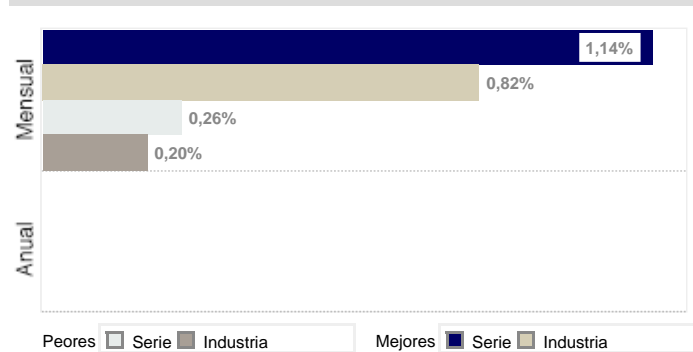 Mensual
1,14%
0,82%
0,26%
0,20%
Anual
Peores Serie Industria Mejores Serie Industria